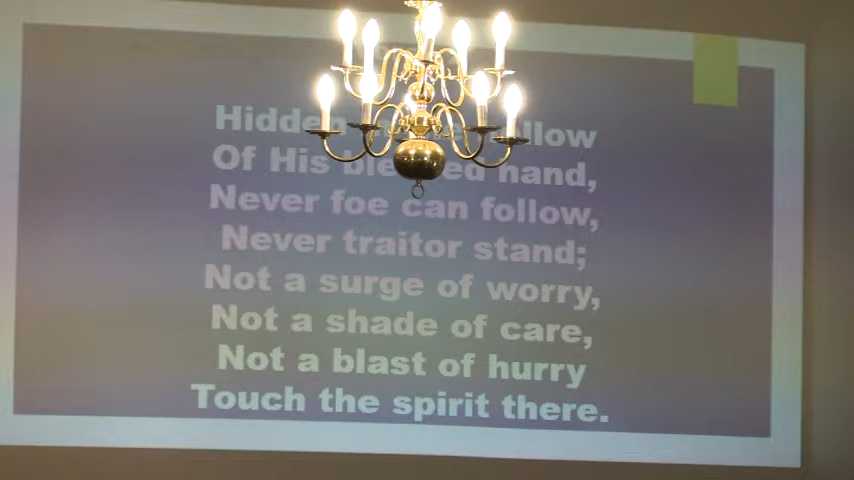 Hidden
Of His hand,
Never foe can follow,
Never traitor stand;
Not a surge of worry,
Not a shade of care,
Not a blast of hurry
Touch the spirit there.